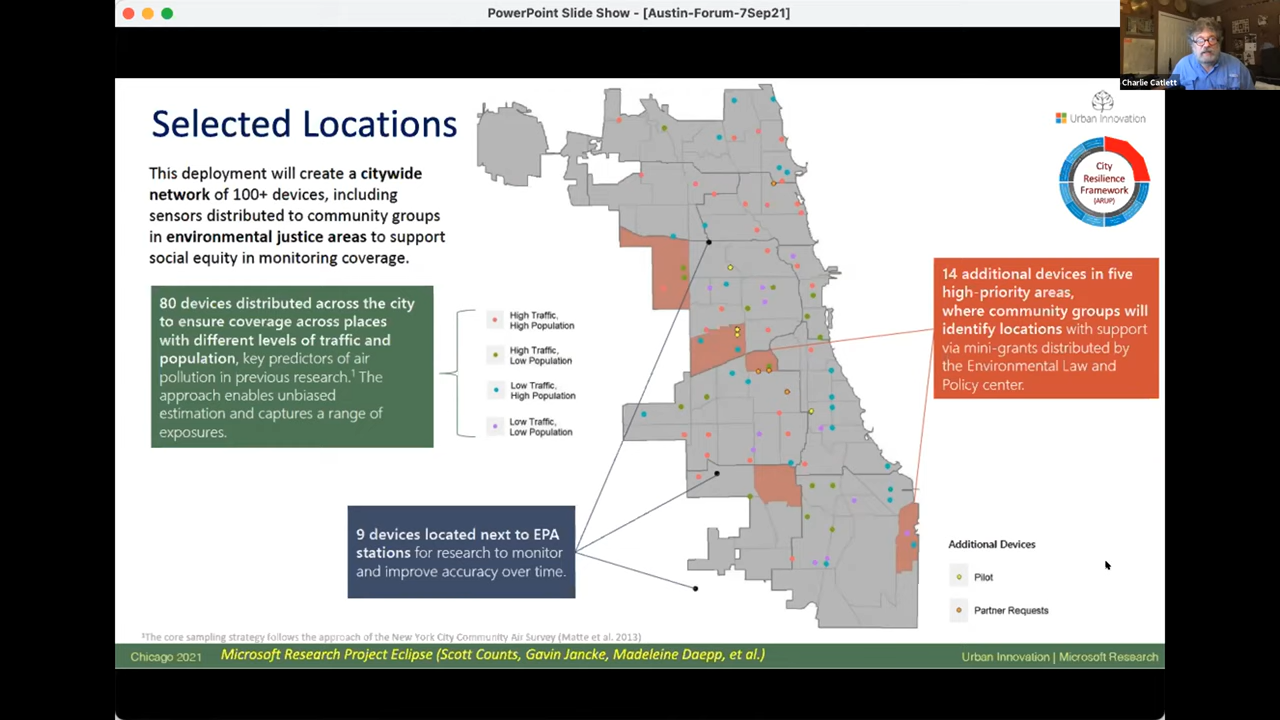 PowerPoint Slide Show - [Austin-Forum-7Sep21]
Charlie Catlett
Selected Locations
Urban Innovation
City
Resilience
Framework
(ARUP)
This deployment will create a citywide
network of 100+ devices, including
sensors distributed to community groups
in environmental justice areas to support
social equity in monitoring coverage.
80 devices distributed across the city
to ensure coverage across places
with different levels of traffic and
population, key predictors of air
pollution in previous research.¹ The
approach enables unbiased
estimation and captures a range of
exposures.
High Traffic,
High Population
High Traffic,
Low Population
Low Traffic,
High Population
Low Traffic,
Low Population
14 additional devices in five
high-priority areas,
where community groups will
identify locations with support
via mini-grants distributed by
the Environmental Law and
Policy center.
9 devices located next to EPA
stations for research to monitor
and improve accuracy over time.
Additional Devices
Pilot
Partner Requests
¹The core sampling strategy follows the approach of the New York City Community Air Survey (Matte et al. 2013)
Chicago 2021
Microsoft Research Project Eclipse (Scott Counts, Gavin Jancke, Madeleine Daepp, et al.)
Urban Innovation | Microsoft Research